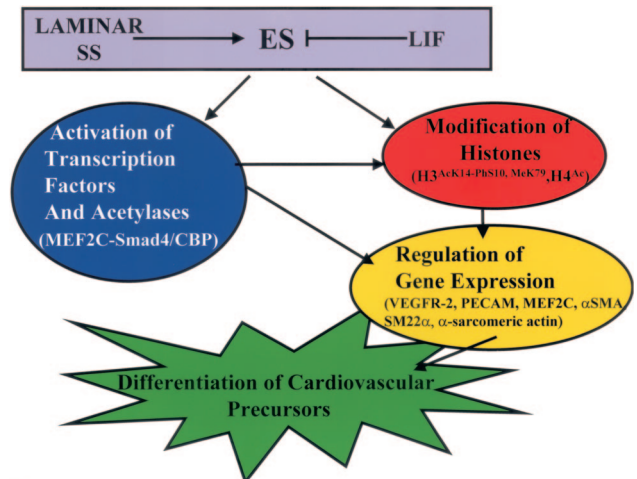 LAMINAR
SS
ES
LIF
Activation of
Transcription
Factors
And Acetylases
(MEF2C-Smad4/CBP)
Modification of
Histones
(H3AcK14-PhS10, MeK79,H4Ac)
Regulation of
Gene Expression
(VEGFR-2, PECAM, MEF2C, αSMA
SM22α, α-sarcomeric actin)
Differentiation of Cardiovascular
Precursors